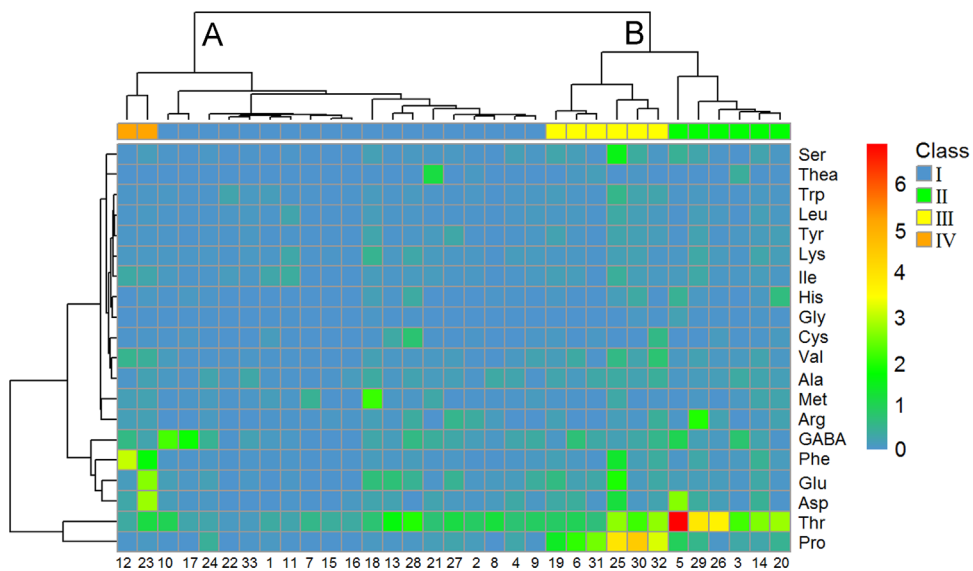 A B
Class
I
II
III
IV
6
5
4
3
2
1
0
Ser
Thea
Trp
Leu
Tyr
Lys
Ile
His
Gly
Cys
Val
Ala
Met
Arg
GABA
Phe
Glu
Asp
Thr
Pro
12 23 10 17 24 22 33 1 11 7 15 16 18 13 28 21 27 2 8 4 9 19 6 31 25 30 32 5 29 26 3 14 20